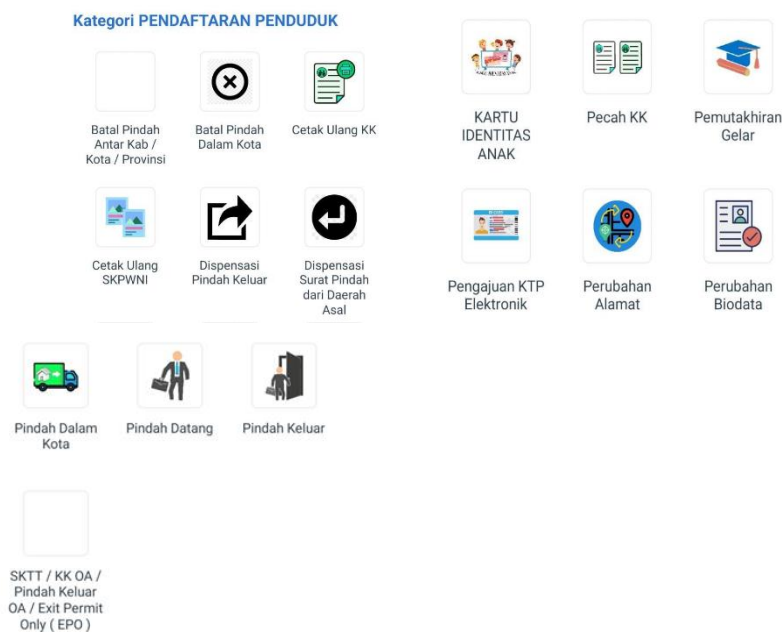 Kategori PENDAFTARAN PENDUDUK
Batal Pindah
Antar Kab /
Kota / Provinsi
Batal Pindah
Dalam Kota
Cetak Ulang KK
Cetak Ulang
SKPWNI
Dispensasi
Pindah Keluar
Dispensasi
Surat Pindah
dari Daerah
Asal
KARTU
IDENTITAS
ANAK
Pecah KK
Pemutakhiran
Gelar
Pengajuan KTP
Elektronik
Perubahan
Alamat
Perubahan
Biodata
Pindah Dalam
Kota
Pindah Datang
Pindah Keluar
SKTT / KK OA /
Pindah Keluar
OA / Exit Permit
Only ( EPO )